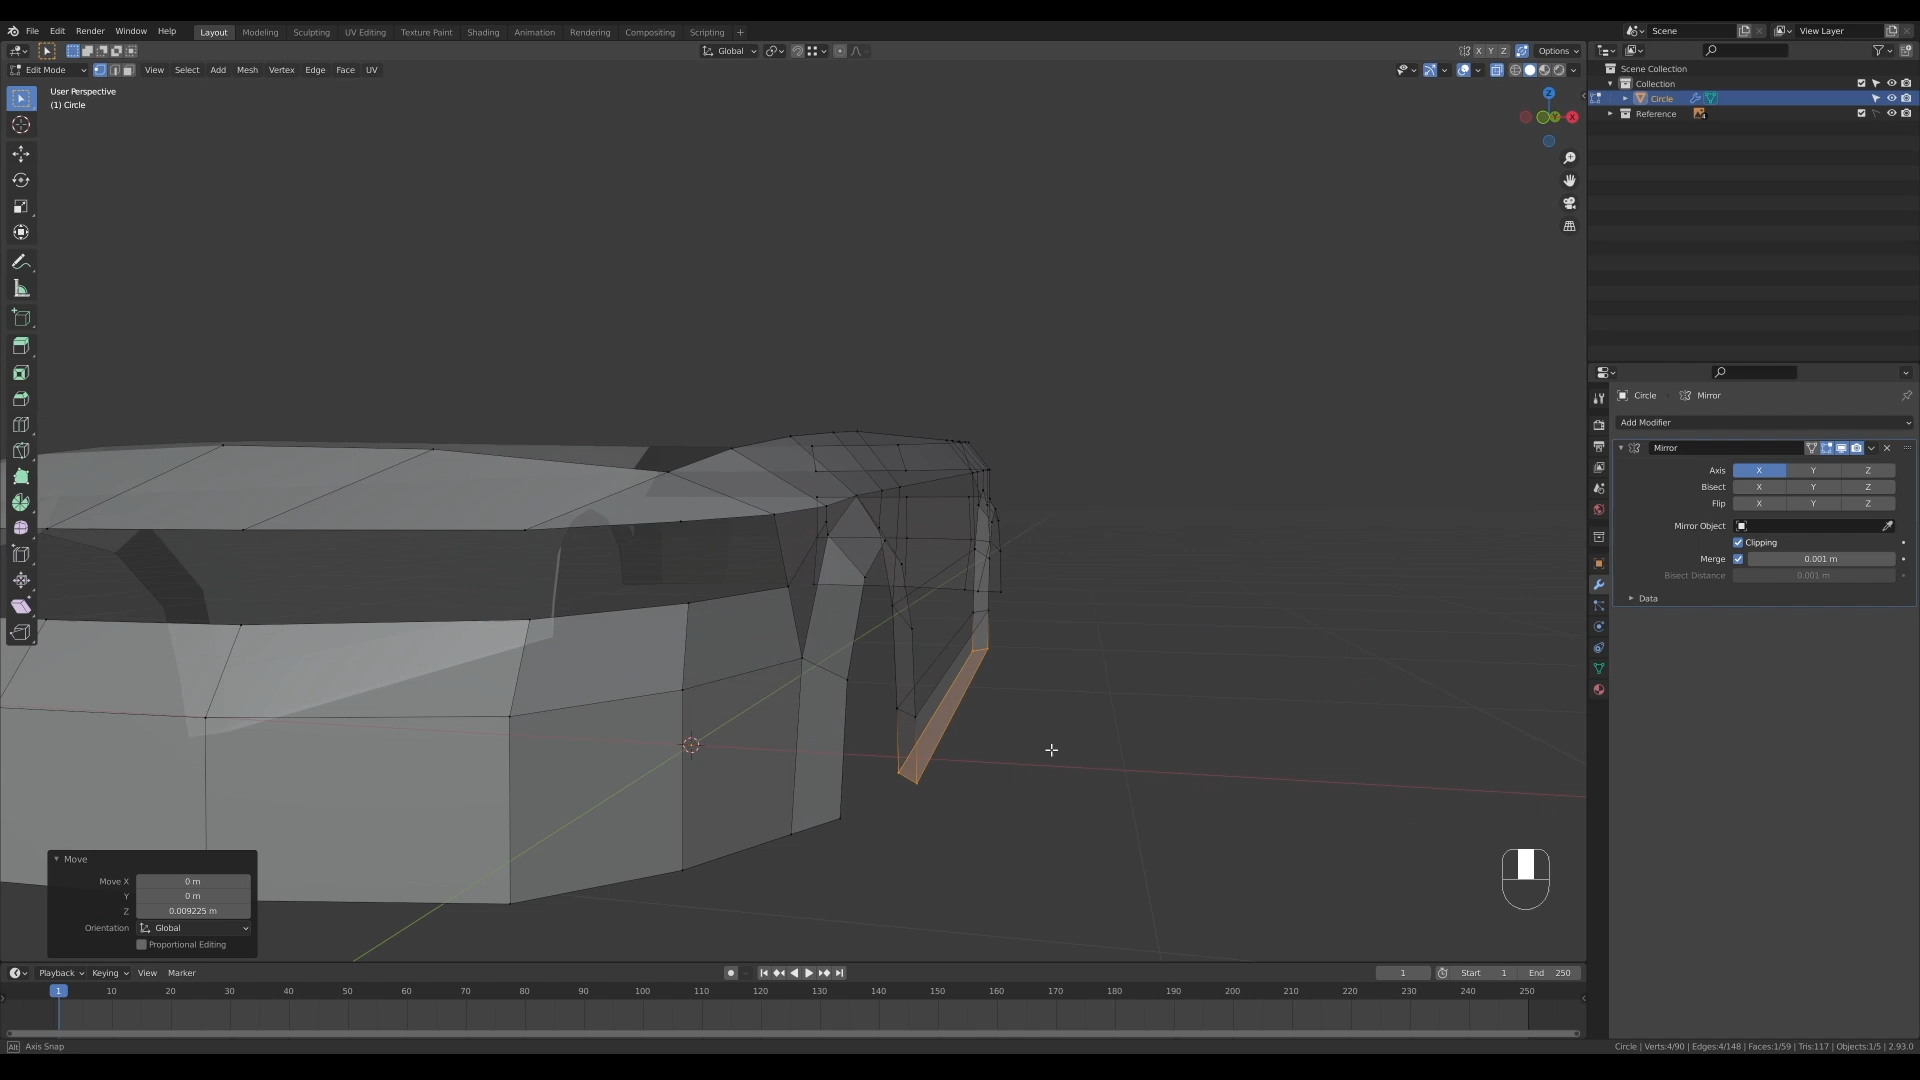 File Edit Render Window Help Layout Modeling Sculpting UV Editing Texture Paint Shading Animation Rendering Compositing Scripting + Scene View Layer
Global X Y Z Options
Edit Mode View Select Add Mesh Vertex Edge Face UV
User Perspective
(1) Circle
Z
Y
X
Scene Collection
Collection
Circle
Reference
Circle Mirror
Add Modifier
Mirror
Axis X Y Z
Bisect X Y Z
Flip X Y Z
Mirror Object
Clipping
Merge 0.001 m
Bisect Distance 0.001 m
Data
Move
Move X 0 m
Y 0 m
Z 0.009225 m
Orientation Global
Proportional Editing
Playback Keying View Marker 1 Start 1 End 250
1 10 20 30 40 50 60 70 80 90 100 110 120 130 140 150 160 170 180 190 200 210 220 230 240 250
Alt Axis Snap Circle | Verts:4/90 | Edges:4/148 | Faces:1/59 | Tris:117 | Objects:1/5 | 2.93.0